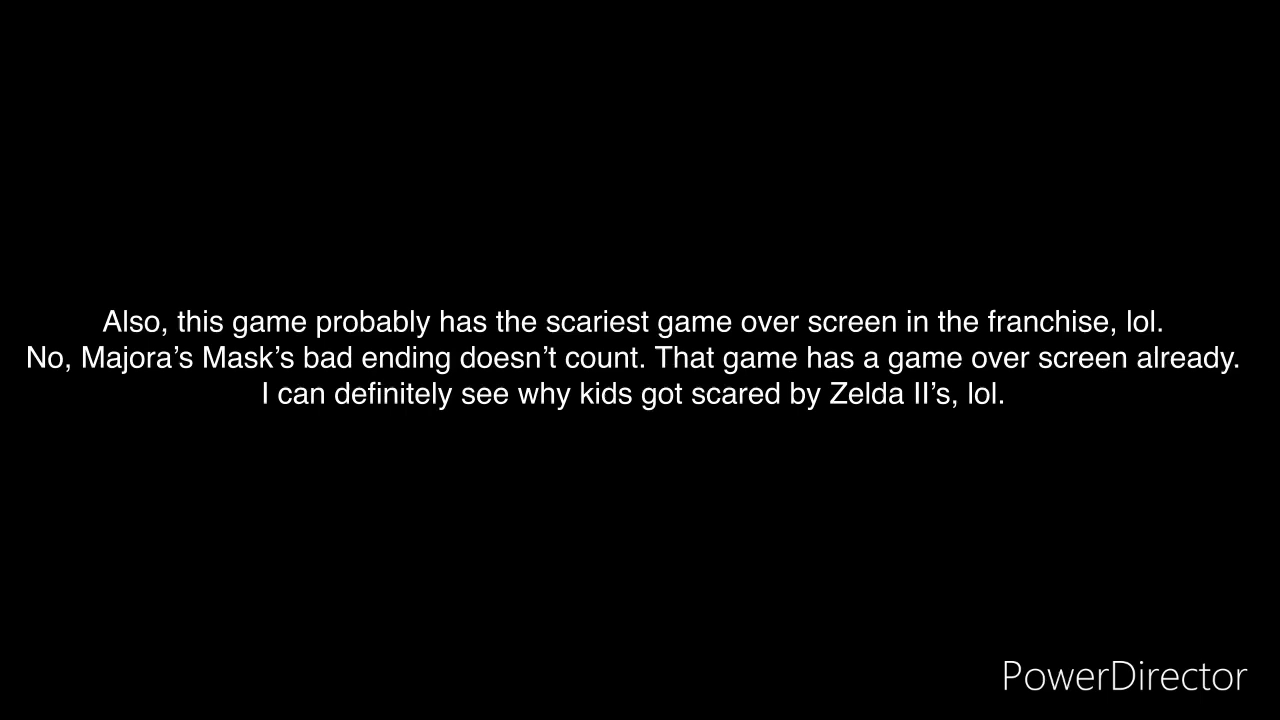 Also, this game probably has the scariest game over screen in the franchise, lol.
No, Majora’s Mask’s bad ending doesn’t count. That game has a game over screen already.
I can definitely see why kids got scared by Zelda II’s, lol.
PowerDirector